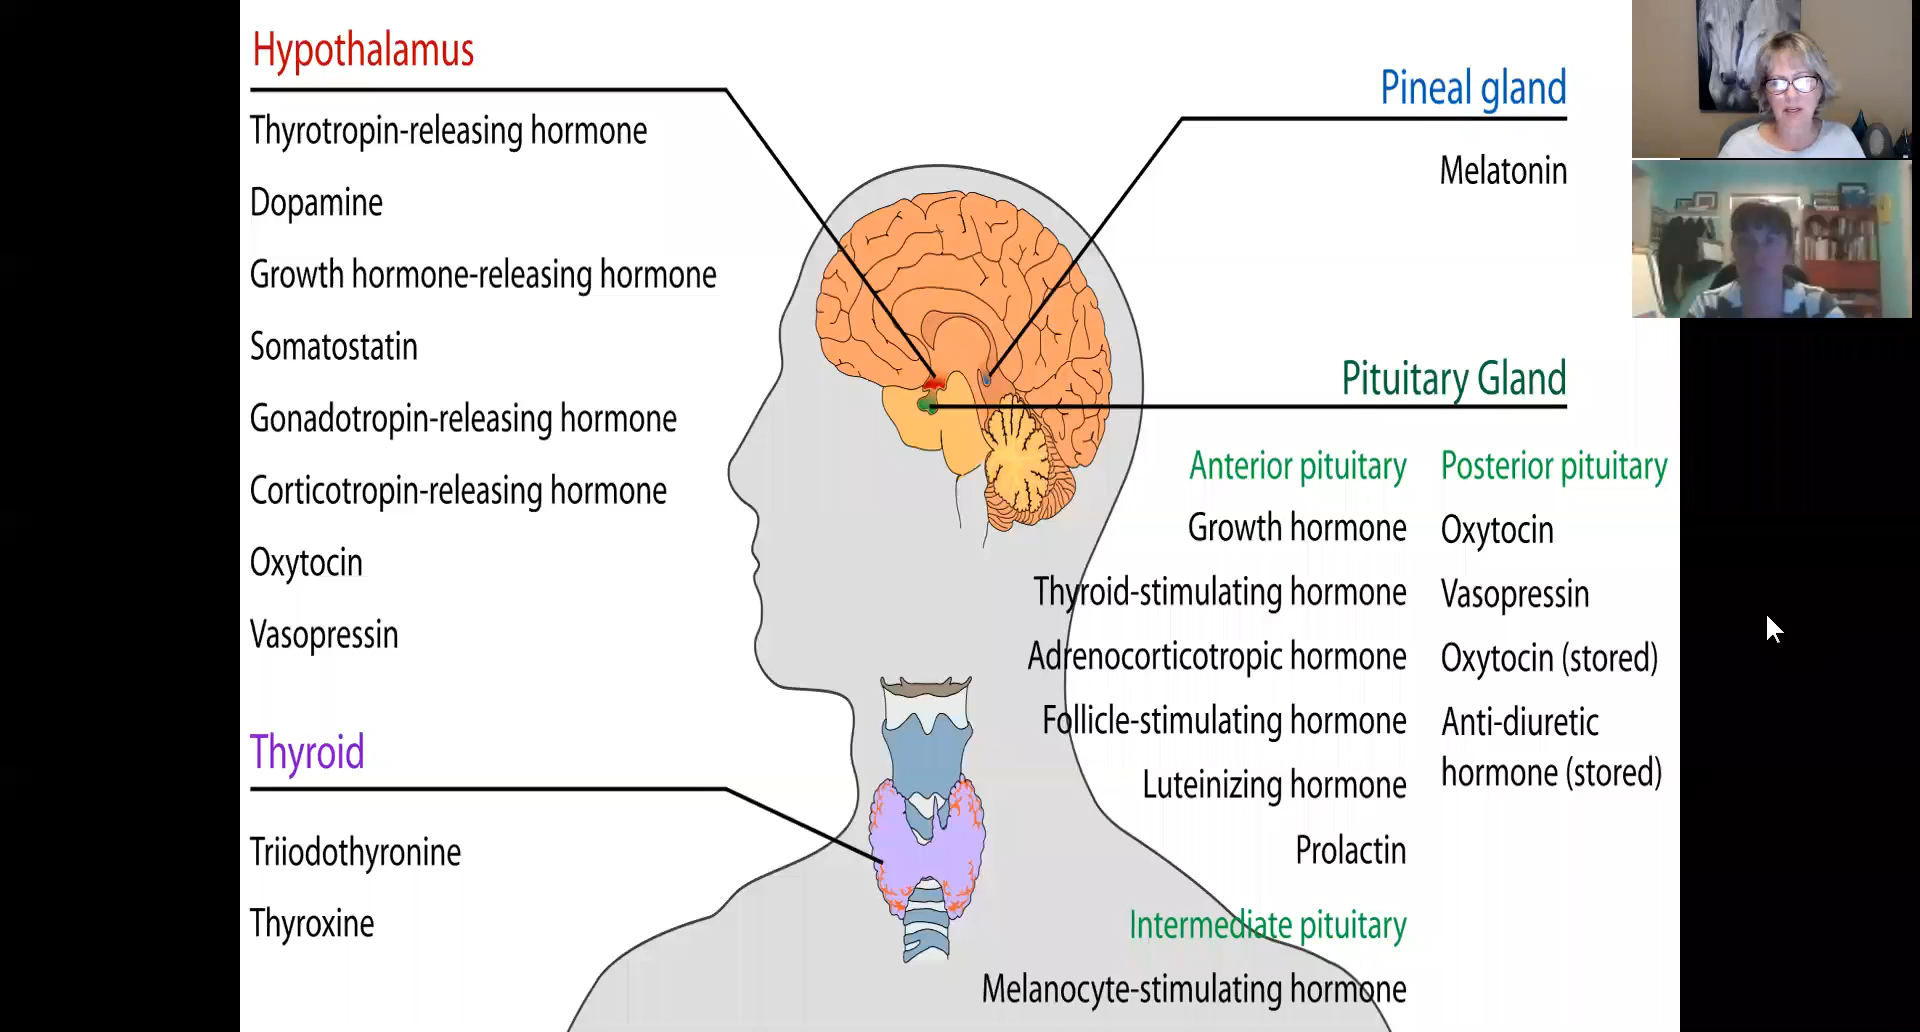 Hypothalamus
Thyrotropin-releasing hormone
Dopamine
Growth hormone-releasing hormone
Somatostatin
Gonadotropin-releasing hormone
Corticotropin-releasing hormone
Oxytocin
Vasopressin
Thyroid
Triiodothyronine
Thyroxine
Pineal gland
Melatonin
Pituitary Gland
Anterior pituitary
Growth hormone
Thyroid-stimulating hormone
Adrenocorticotropic hormone
Follicle-stimulating hormone
Luteinizing hormone
Prolactin
Intermediate pituitary
Melanocyte-stimulating hormone
Posterior pituitary
Oxytocin
Vasopressin
Oxytocin (stored)
Anti-diuretic
hormone (stored)